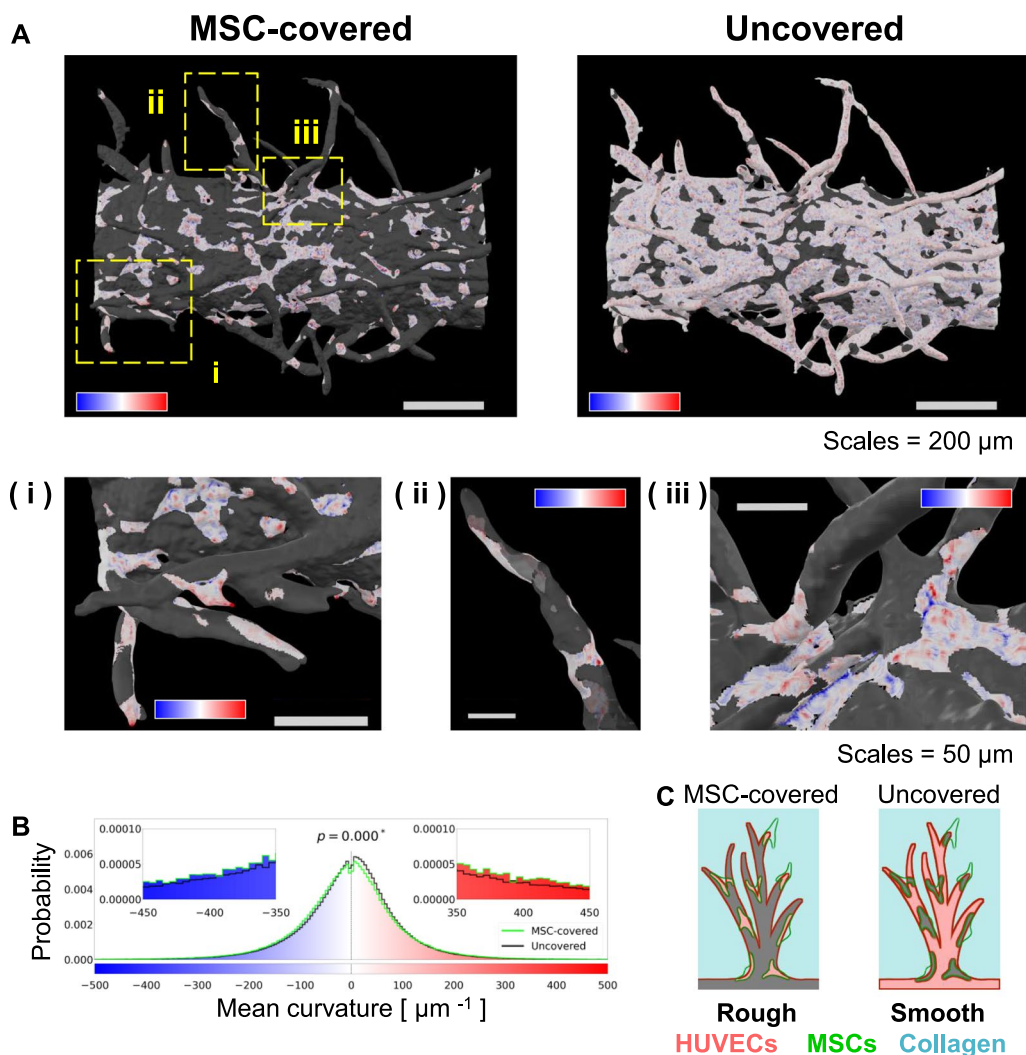 A
MSC-covered
Uncovered
ii
iii
i
Scales = 200 µm
( i )
( ii )
( iii )
Scales = 50 µm
B
p = 0.000*
Probability
0.006
0.004
0.002
0.000
0.00010
0.00005
0.00000
−450
−400
−350
0.00010
0.00005
0.00000
350
400
450
MSC-covered
Uncovered
−500
−400
−300
−200
−100
0
100
200
300
400
500
Mean curvature [ µm -1 ]
C
MSC-covered
Uncovered
Rough
Smooth
HUVECs MSCs Collagen